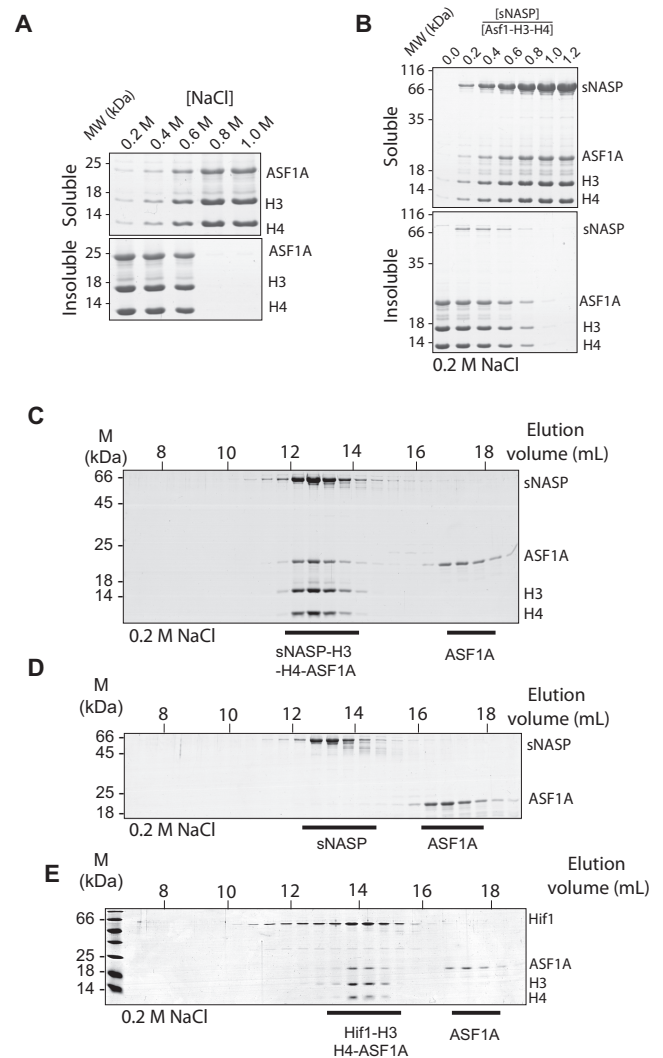 A
[NaCl]
MW (kDa)
0.2 M
0.4 M
0.6 M
0.8 M
1.0 M
Soluble
25
18
14
ASF1A
H3
H4
Insoluble
25
18
14
ASF1A
H3
H4
B
[sNASP]
[Asf1-H3-H4]
MW (kDa)
0.0
0.2
0.4
0.6
0.8
1.0
1.2
Soluble
116
66
35
18
14
sNASP
ASF1A
H3
H4
Insoluble
116
66
35
18
14
sNASP
ASF1A
H3
H4
0.2 M NaCl
C
M
(kDa)
8 10 12 14 16 18
Elution
volume (mL)
66
45
25
18
14
sNASP
ASF1A
H3
H4
0.2 M NaCl
sNASP-H3
-H4-ASF1A
ASF1A
D
M
(kDa)
8 10 12 14 16 18
Elution
volume (mL)
66
45
25
18
sNASP
ASF1A
0.2 M NaCl
sNASP
ASF1A
E
M
(kDa)
8 10 12 14 16 18
Elution
volume (mL)
66
25
18
14
Hif1
ASF1A
H3
H4
0.2 M NaCl
Hif1-H3
H4-ASF1A
ASF1A